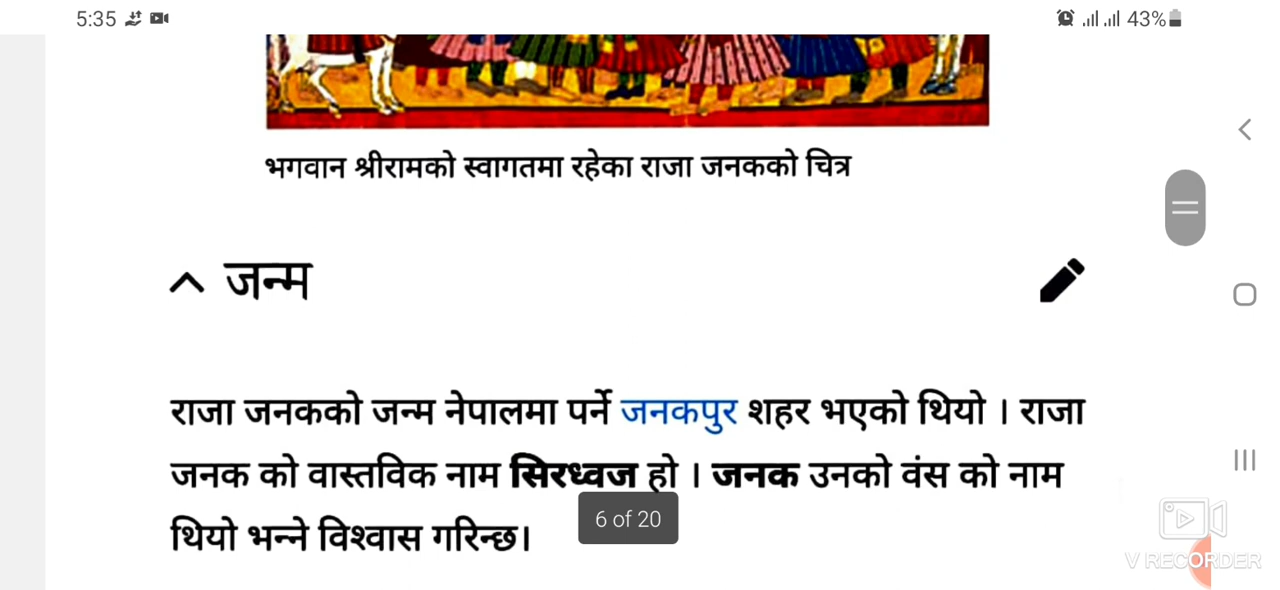 5:35 43%
भगवान श्रीरामको स्वागतमा रहेका राजा जनकको चित्र
जन्म
राजा जनकको जन्म नेपालमा पर्ने जनकपुर शहर भएको थियो । राजा
जनक को वास्तविक नाम सिरध्वज हो । जनक उनको वंस को नाम
6 of 20
थियो भन्ने विश्वास गरिन्छ।
V RECORDER